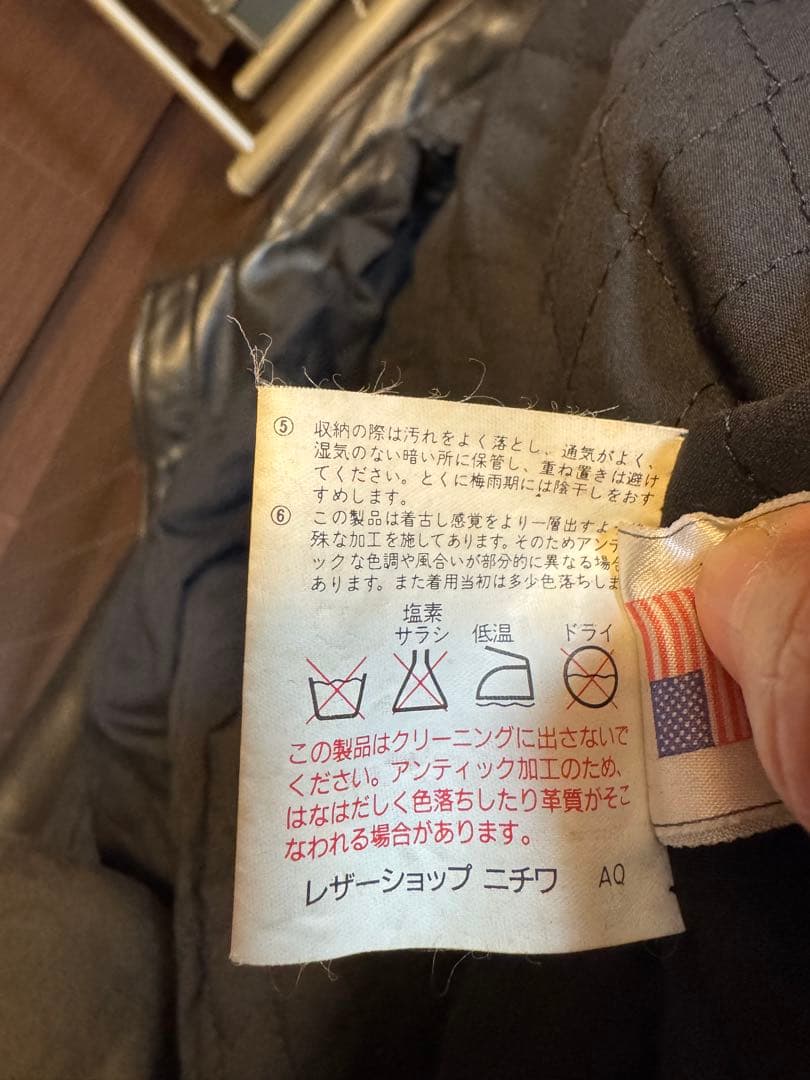 ⑤ 収納の際は汚れをよく落とし、通気がよく、
湿気のない暗い所に保管し、重ね置きは避け
てください。とくに梅雨期には陰干しをおす
すめします。
⑥ この製品は着古し感覚をより一層出すよ
殊な加工を施してあります。そのためアンテ
ックな色調や風合いが部分的に異なる場合
あります。また着用当初は多少色落ちしま
塩素
サラシ 低温 ドライ
この製品はクリーニングに出さないで
ください。アンティック加工のため、
はなはだしく色落ちしたり革質がそこ
なわれる場合があります。
レザーショップ ニチワ AQ